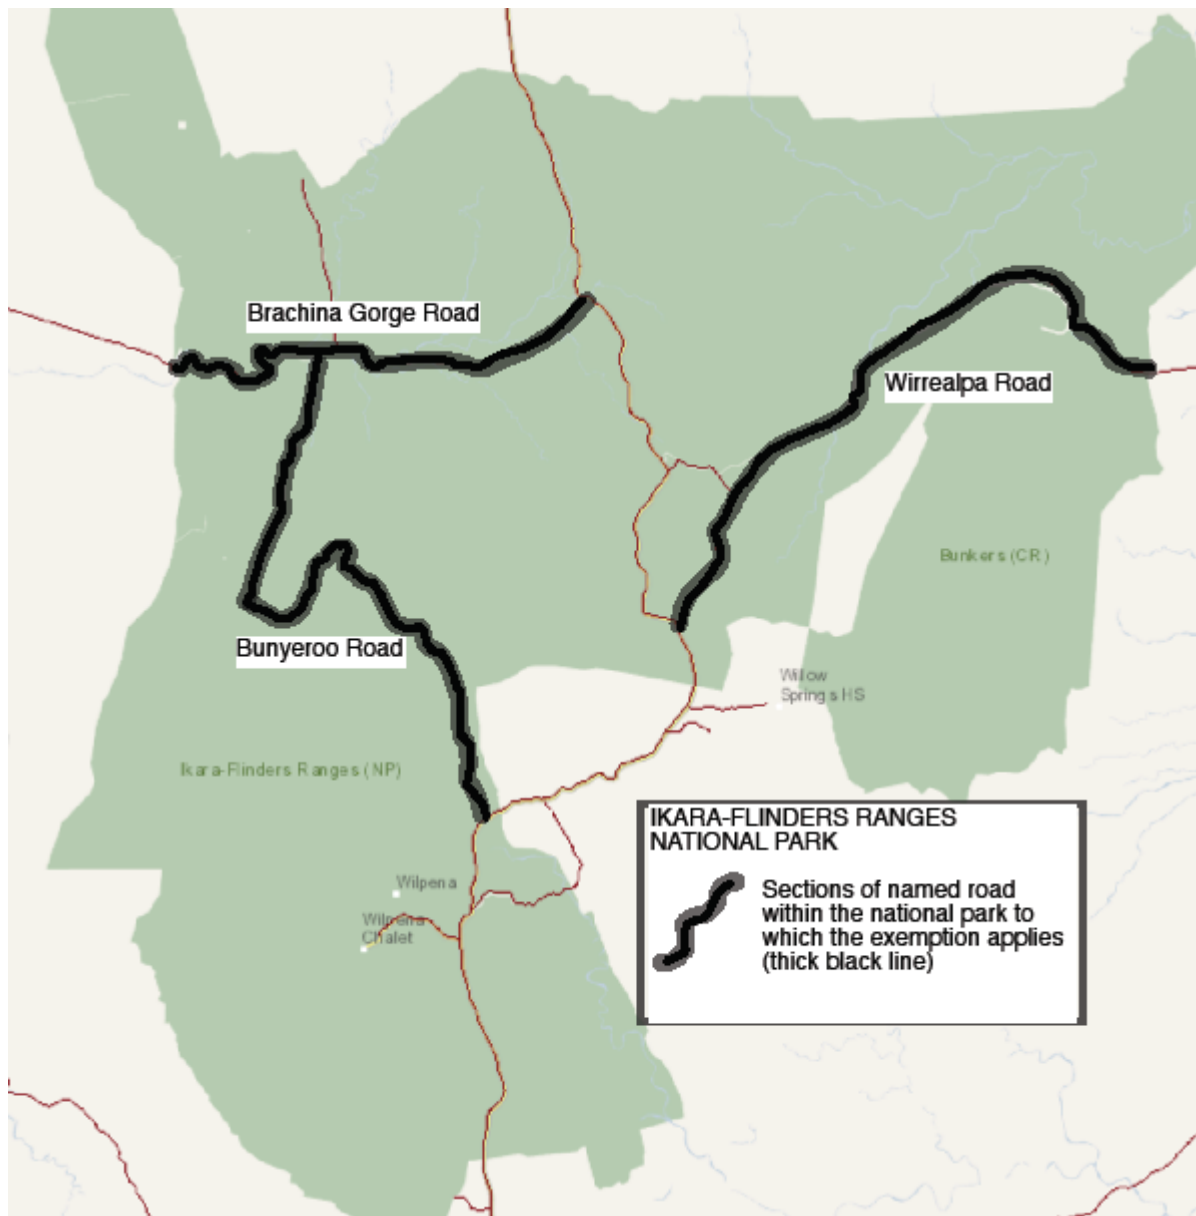 Brachina Gorge Road
Wirrealpa Road
Bunkers (CR)
Bunyeroo Road
Willow
Springs HS
Ikara-Flinders Ranges (NP)
IKARA-FLINDERS RANGES
NATIONAL PARK
Sections of named road
within the national park to
which the exemption applies
(thick black line)
Wilpena
Wilpena
Chalet